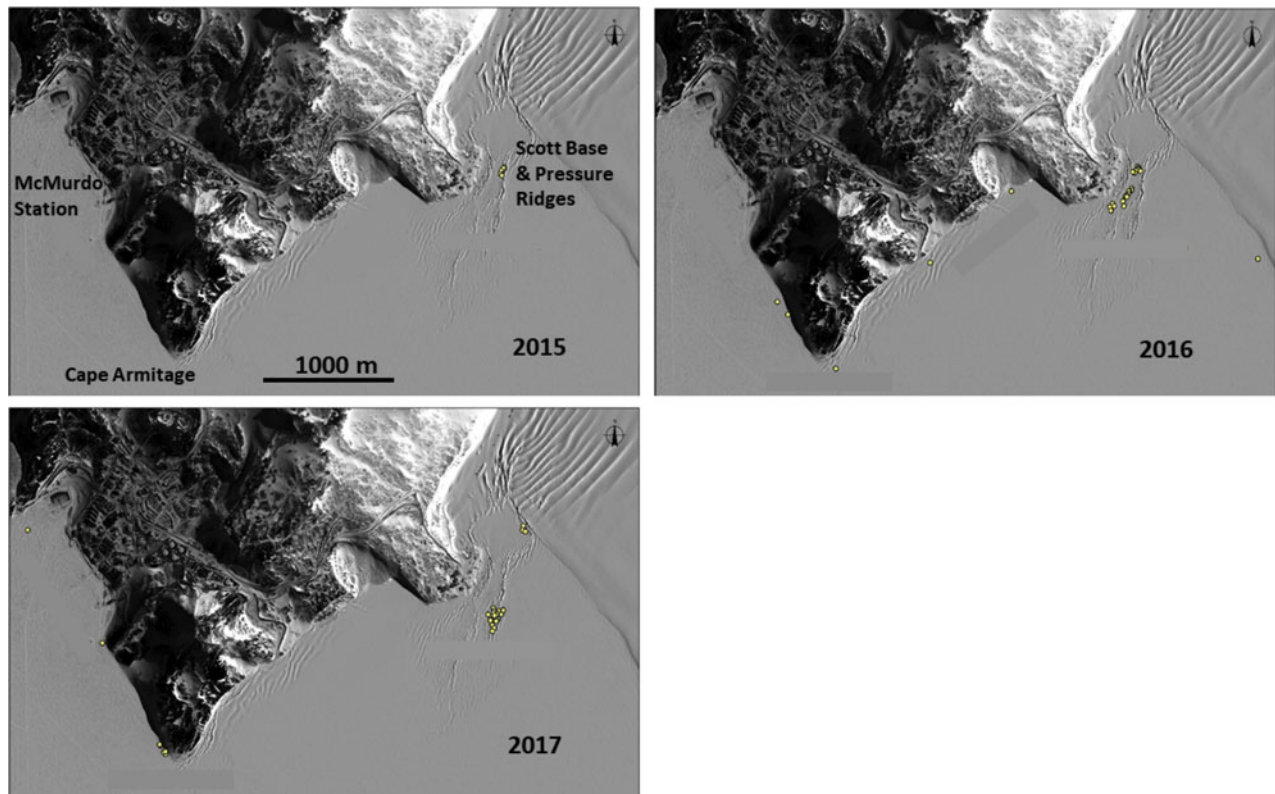 McMurdo
Station
Scott Base
& Pressure
Ridges
2015
1000 m
Cape Armitage
2016
2017